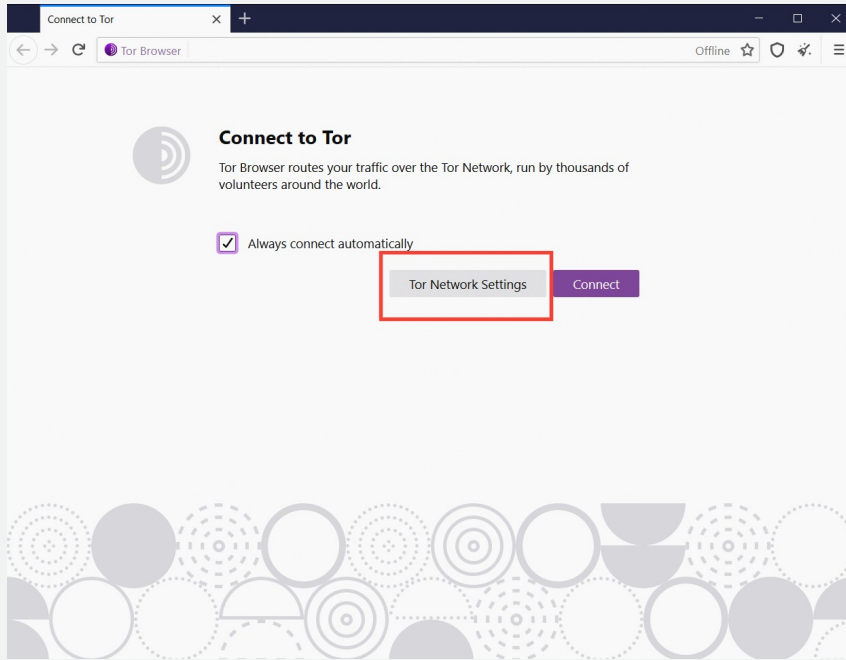 Connect to Tor
Tor Browser
Offline
Connect to Tor
Tor Browser routes your traffic over the Tor Network, run by thousands of
volunteers around the world.
Always connect automatically
Tor Network Settings
Connect